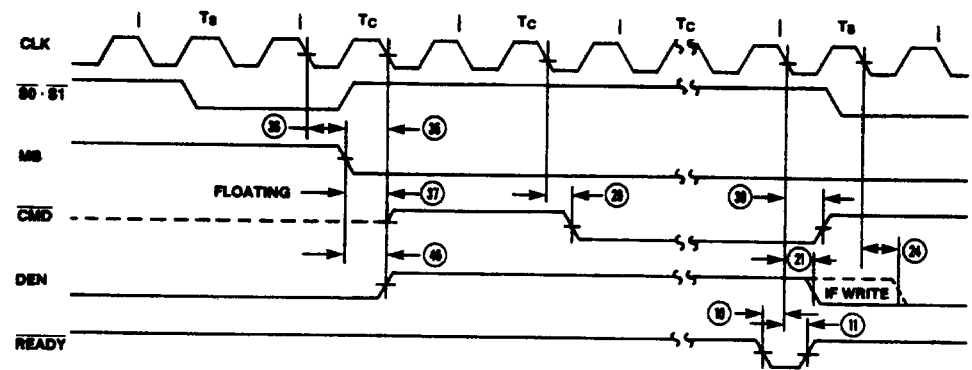 Ts Tc Tc Tc Ts
CLK
S0 · S1
35 36
MB
FLOATING 37
29 30
CMD
46 21 24
DEN
IF WRITE
10 11
READY